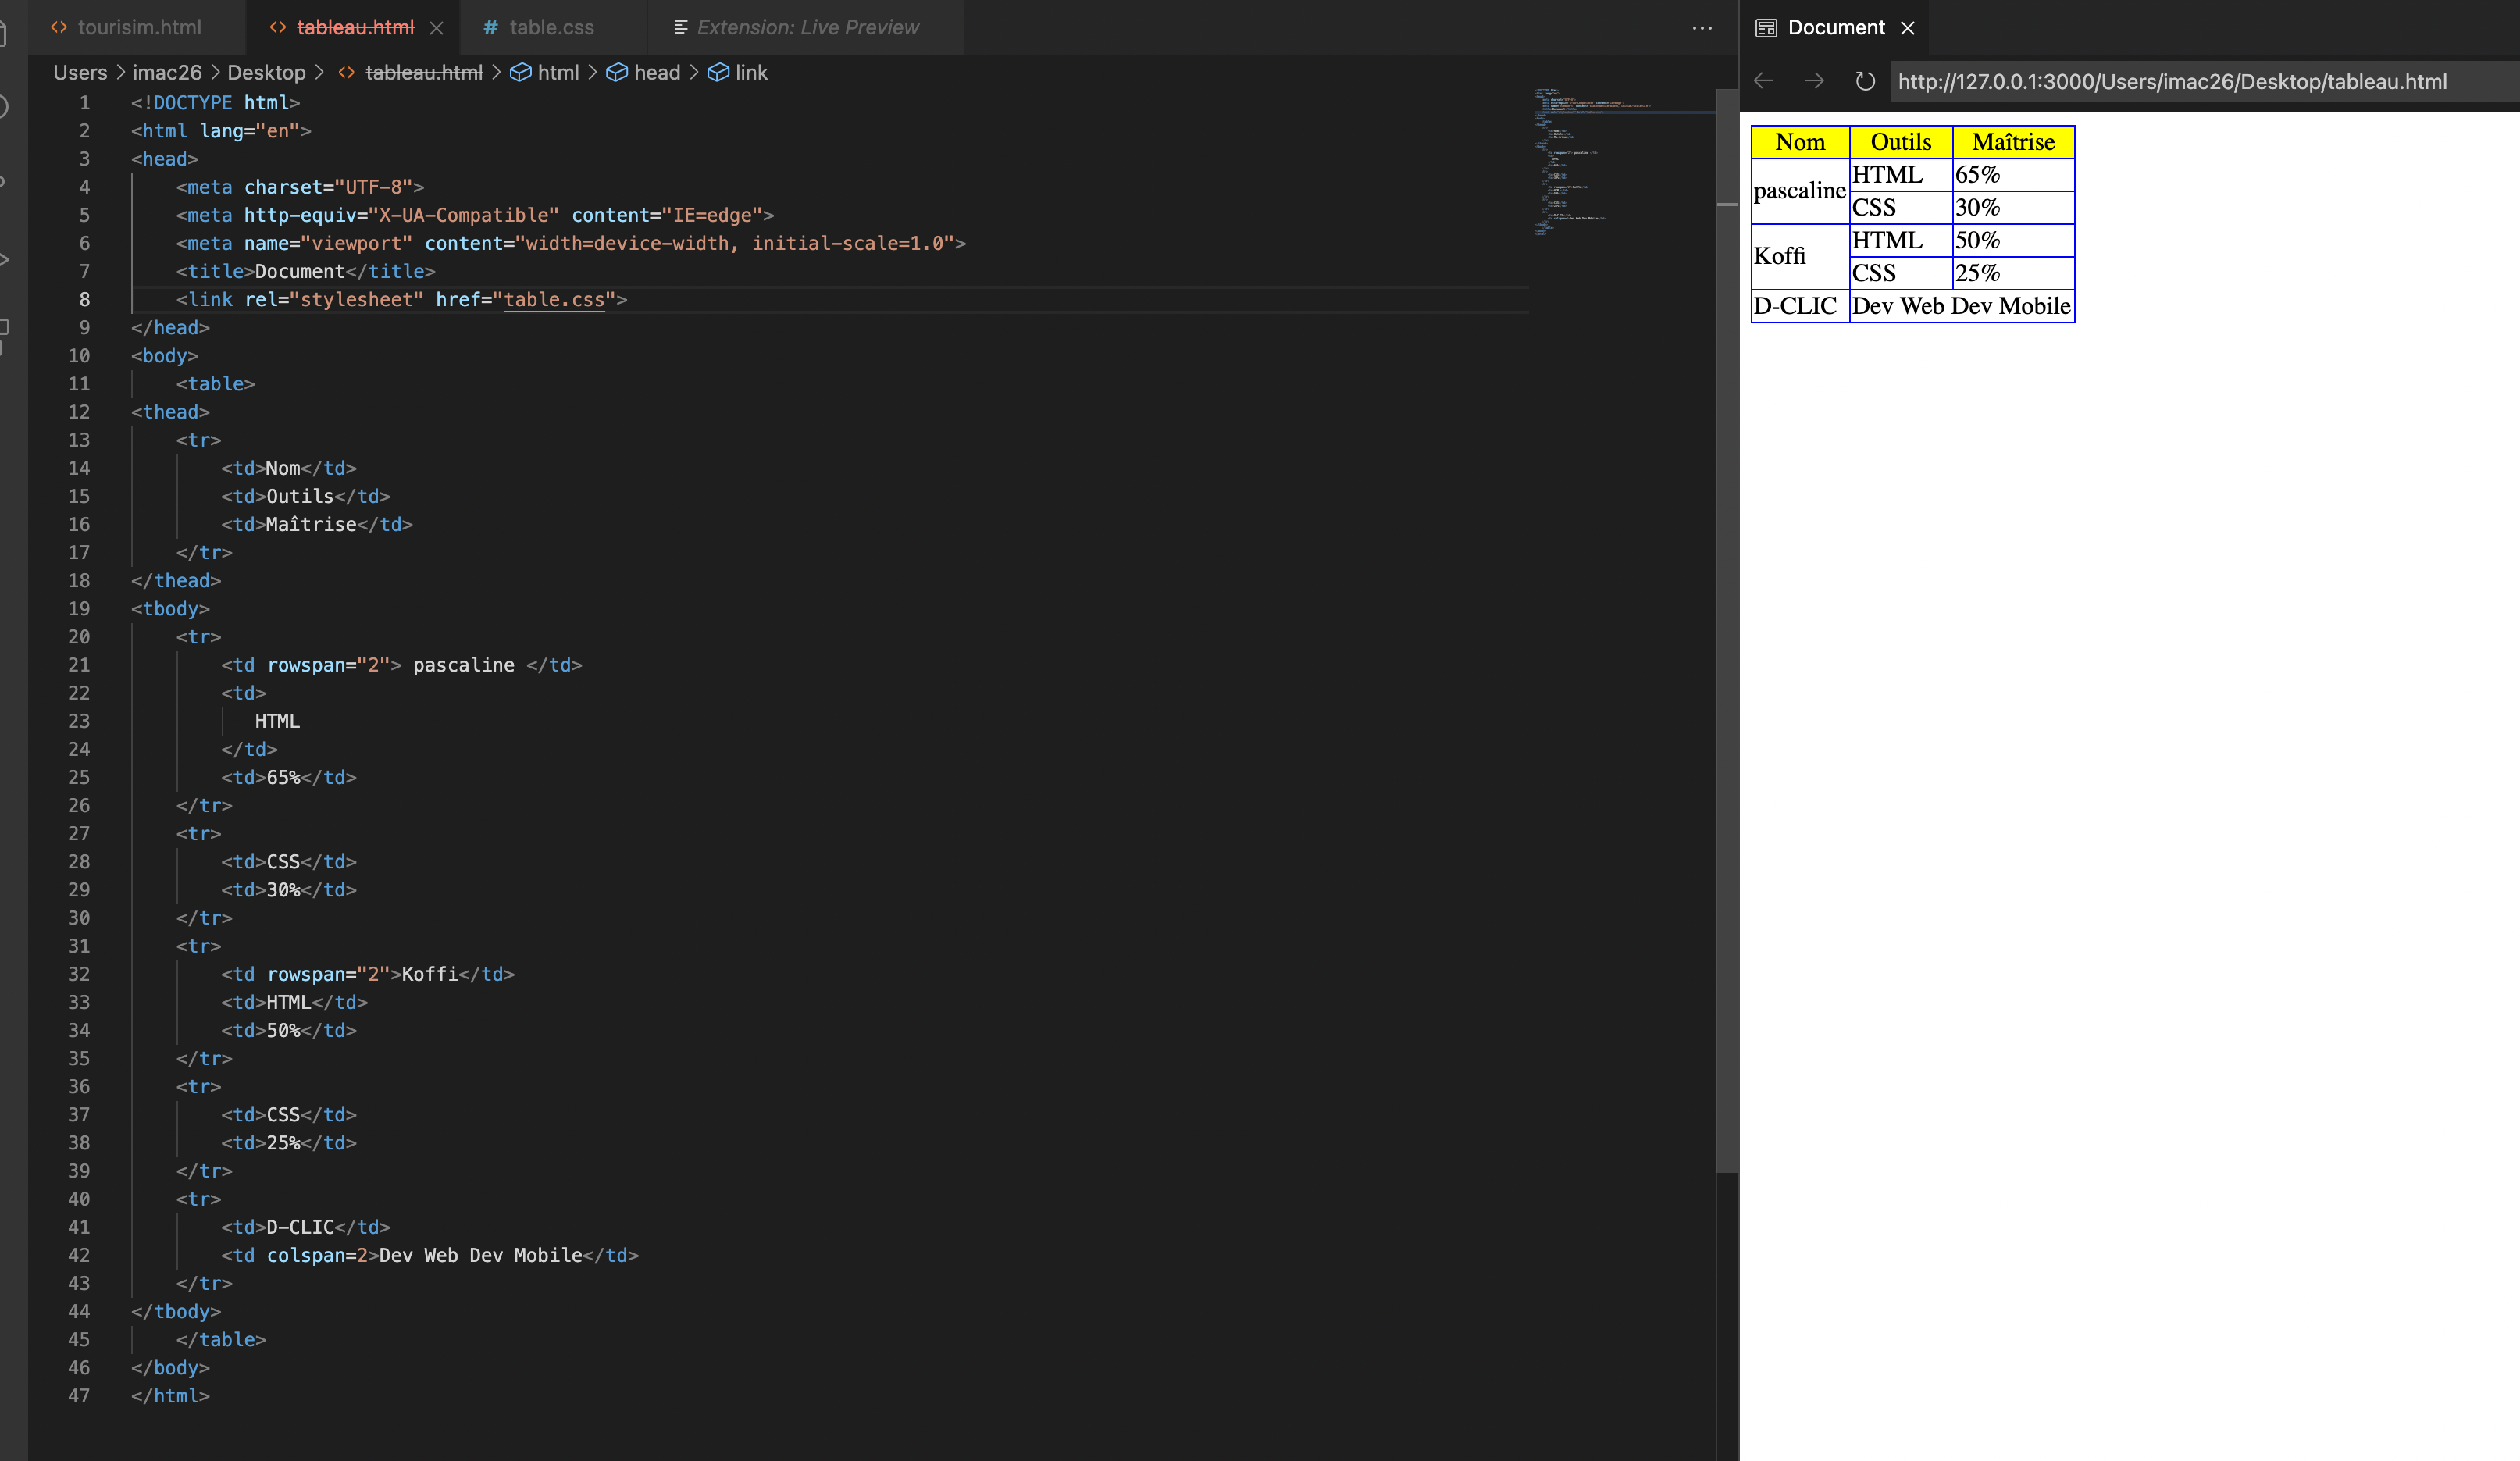 tourisim.html tableau.html table.css Extension: Live Preview
Users > imac26 > Desktop > tableau.html > html > head > link
1 <!DOCTYPE html>
2 <html lang="en">
3 <head>
4 <meta charset="UTF-8">
5 <meta http-equiv="X-UA-Compatible" content="IE=edge">
6 <meta name="viewport" content="width=device-width, initial-scale=1.0">
7 <title>Document</title>
8 <link rel="stylesheet" href="table.css">
9 </head>
10 <body>
11 <table>
12 <thead>
13 <tr>
14 <td>Nom</td>
15 <td>Outils</td>
16 <td>Maîtrise</td>
17 </tr>
18 </thead>
19 <tbody>
20 <tr>
21 <td rowspan="2"> pascaline </td>
22 <td>
23 HTML
24 </td>
25 <td>65%</td>
26 </tr>
27 <tr>
28 <td>CSS</td>
29 <td>30%</td>
30 </tr>
31 <tr>
32 <td rowspan="2">Koffi</td>
33 <td>HTML</td>
34 <td>50%</td>
35 </tr>
36 <tr>
37 <td>CSS</td>
38 <td>25%</td>
39 </tr>
40 <tr>
41 <td>D-CLIC</td>
42 <td colspan=2>Dev Web Dev Mobile</td>
43 </tr>
44 </tbody>
45 </table>
46 </body>
47 </html>
Document
http://127.0.0.1:3000/Users/imac26/Desktop/tableau.html
Nom Outils Maîtrise
pascaline HTML 65%
CSS 30%
Koffi HTML 50%
CSS 25%
D-CLIC Dev Web Dev Mobile